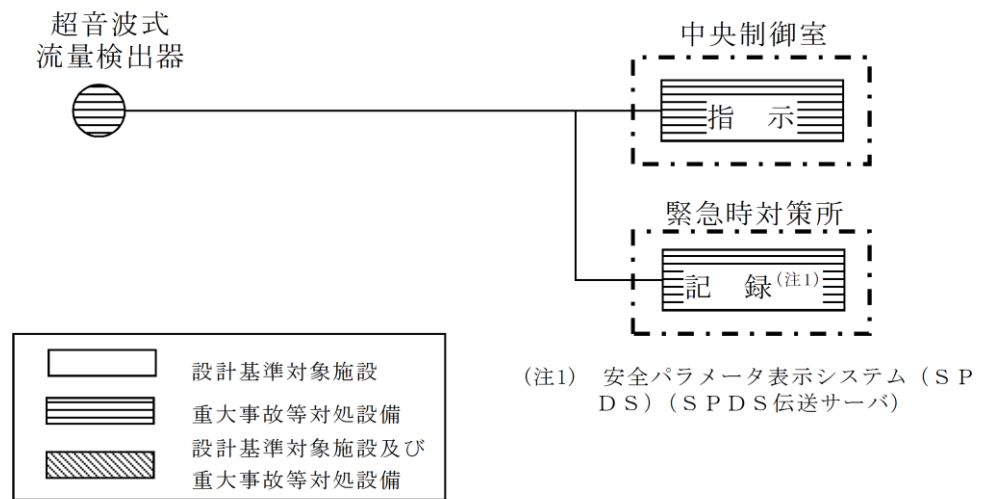 超音波式
流量検出器
中央制御室
指 示
緊急時対策所
記 録(注1)
設計基準対象施設
重大事故等対処設備
設計基準対象施設及び
重大事故等対処設備
(注1) 安全パラメータ表示システム(SP
DS)(SPDS伝送サーバ)